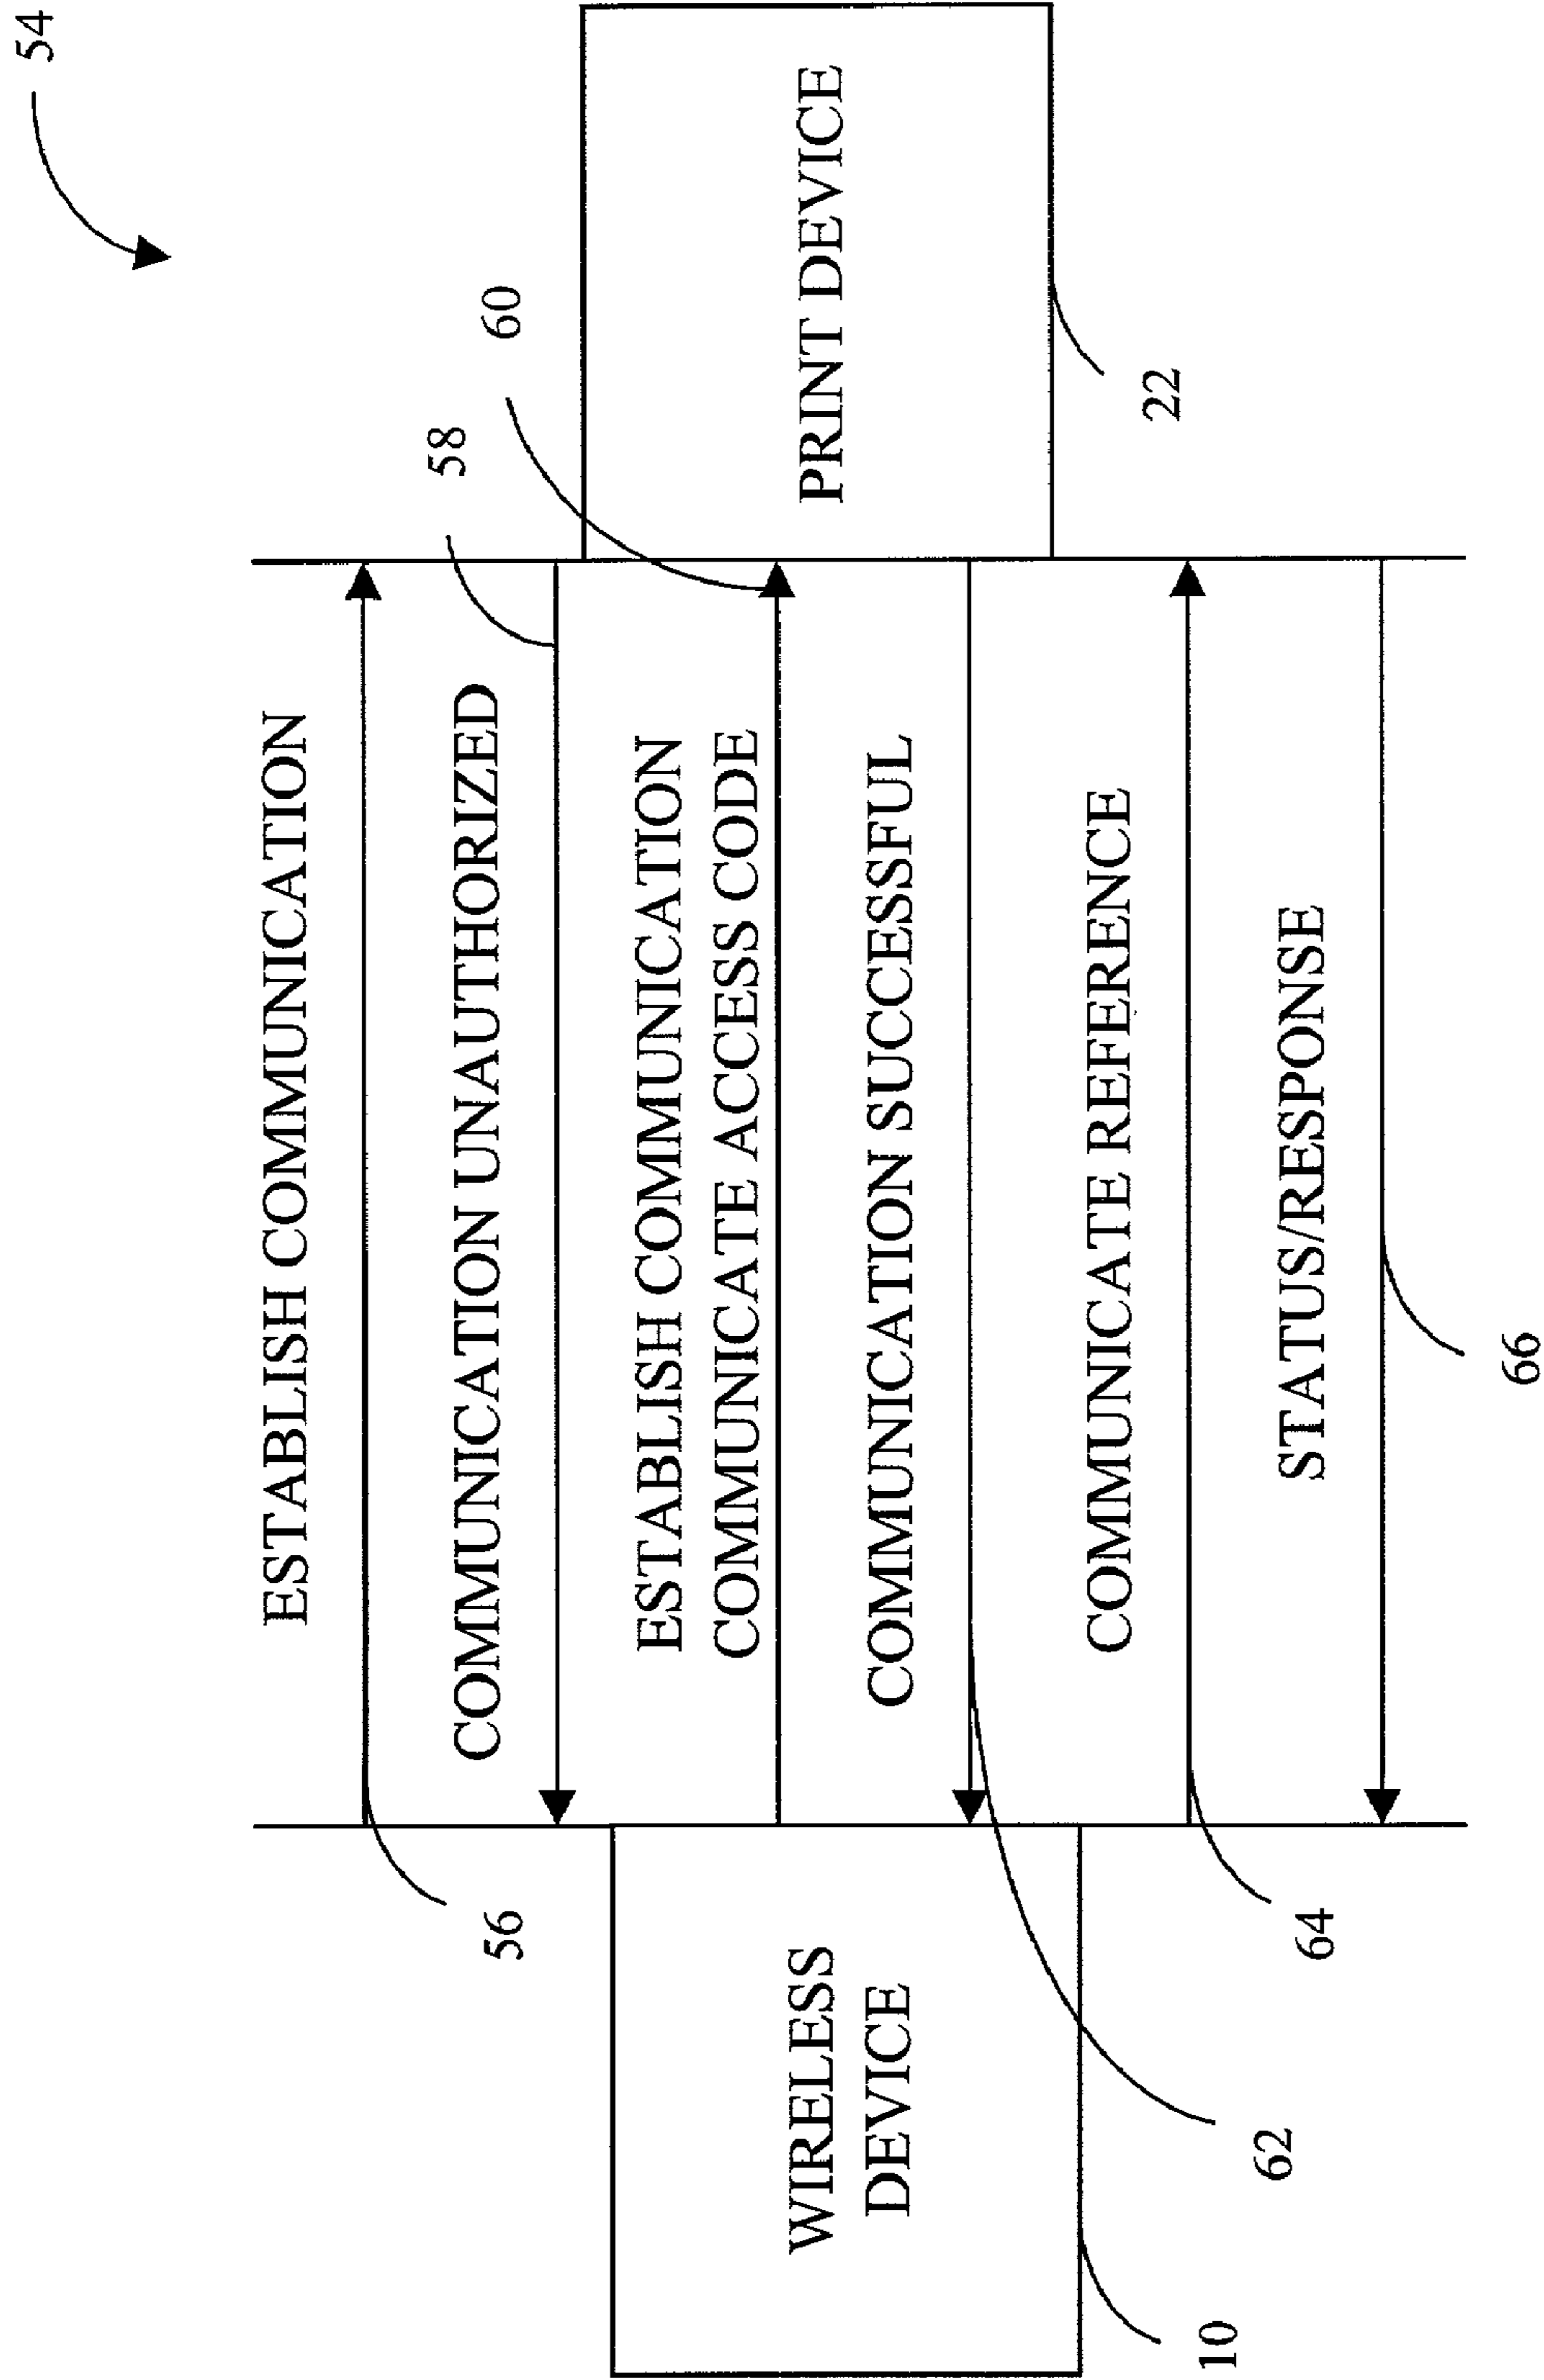 54
ESTABLISH COMMUNICATION
56
COMMUNICATION UNAUTHORIZED
58
ESTABLISH COMMUNICATION
COMMUNICATE ACCESS CODE
60
WIRELESS
DEVICE
PRINT DEVICE
COMMUNICATION SUCCESSFUL
COMMUNICATE REFERENCE
22
10
62
64
STATUS/RESPONSE
66